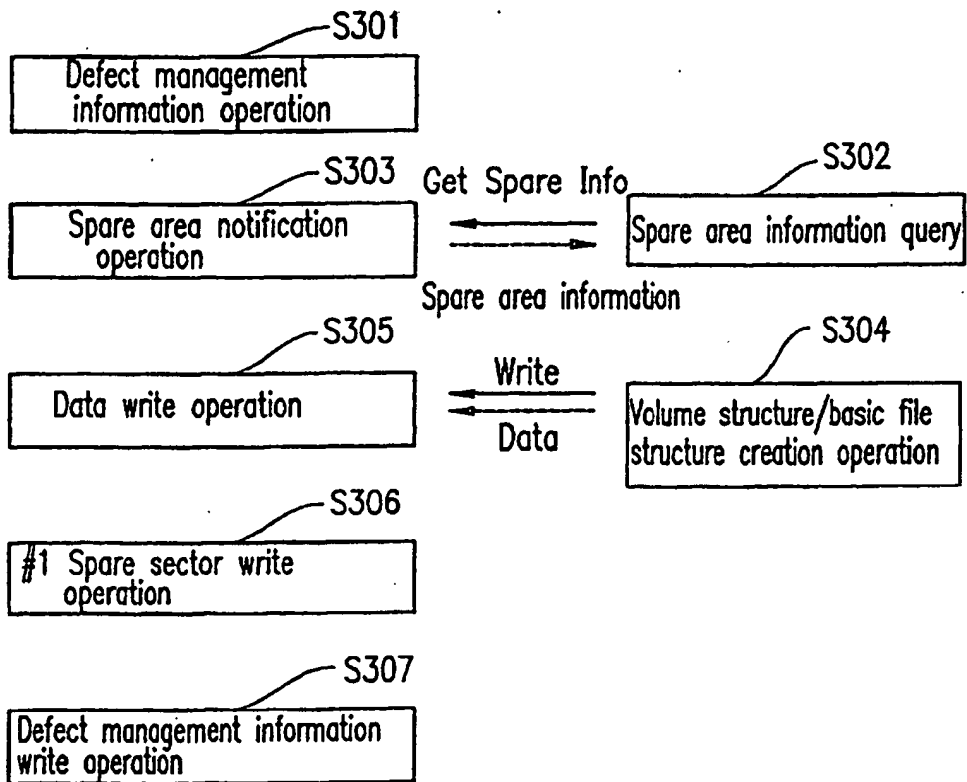 S301
Defect management
information operation
S303
Spare area notification
operation
Get Spare Info
Spare area information
S302
Spare area information query
S305
Data write operation
Write
Data
S304
Volume structure/basic file
structure creation operation
S306
#1 Spare sector write
operation
S307
Defect management information
write operation